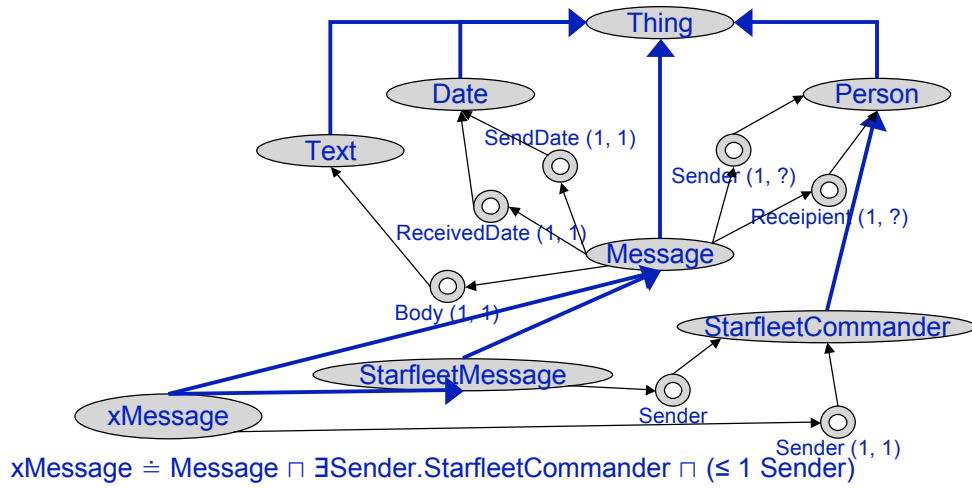 Thing
Date
Person
SendDate (1, 1)
Text
Sender (1, ?)
Receipient (1, ?)
ReceivedDate (1, 1)
Message
Body (1, 1)
StarfleetCommander
StarfleetMessage
xMessage
Sender
Sender (1, 1)
xMessage ≐ Message ⊓ ∃Sender.StarfleetCommander ⊓ (≤ 1 Sender)